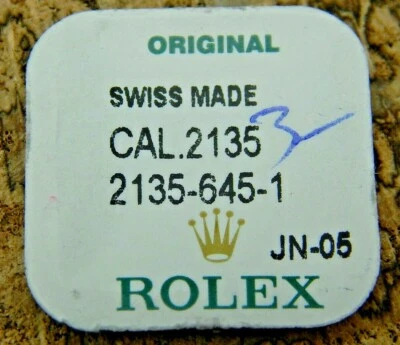 ORIGINAL
SWISS MADE
CAL.2135
2135-645-1
JN-05
ROLEX